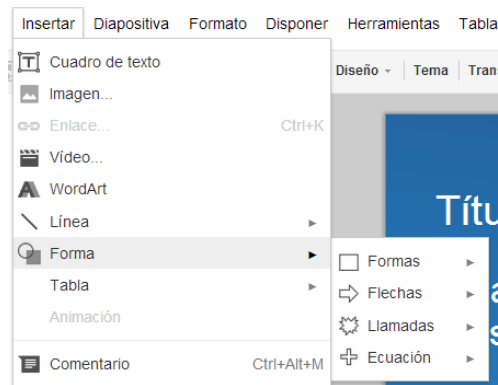 Insertar Diapositiva Formato Disponer Herramientas Tabla
Diseño Tema
Cuadro de texto
Imagen...
Enlace... Ctrl+K
Vídeo...
WordArt
Línea
Forma
Tabla
Animación
Comentario Ctrl+Alt+M
Formas
Flechas
Llamadas
Ecuación